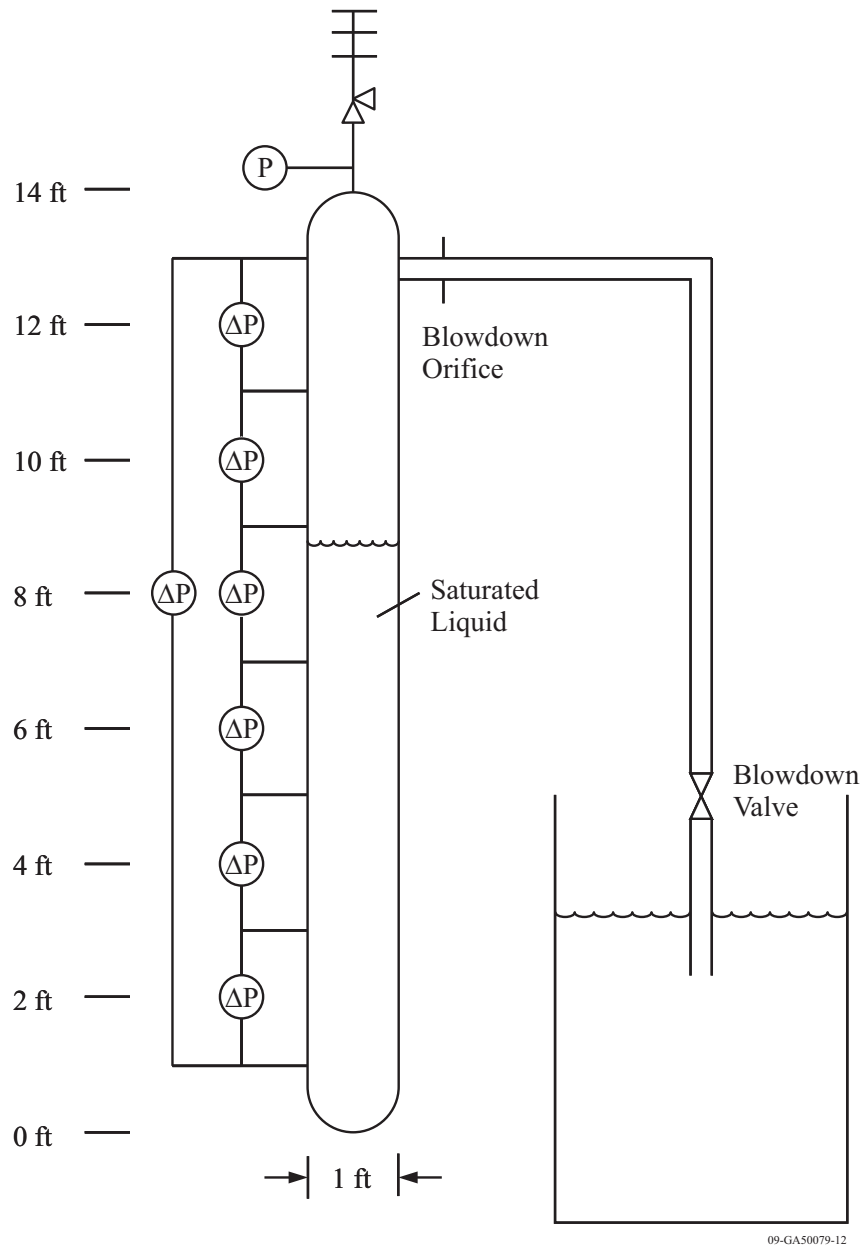 P
14 ft
ΔP
12 ft
Blowdown
Orifice
ΔP
10 ft
ΔP
ΔP
8 ft
Saturated
Liquid
ΔP
6 ft
Blowdown
Valve
ΔP
4 ft
ΔP
2 ft
0 ft
1 ft
09-GA50079-12